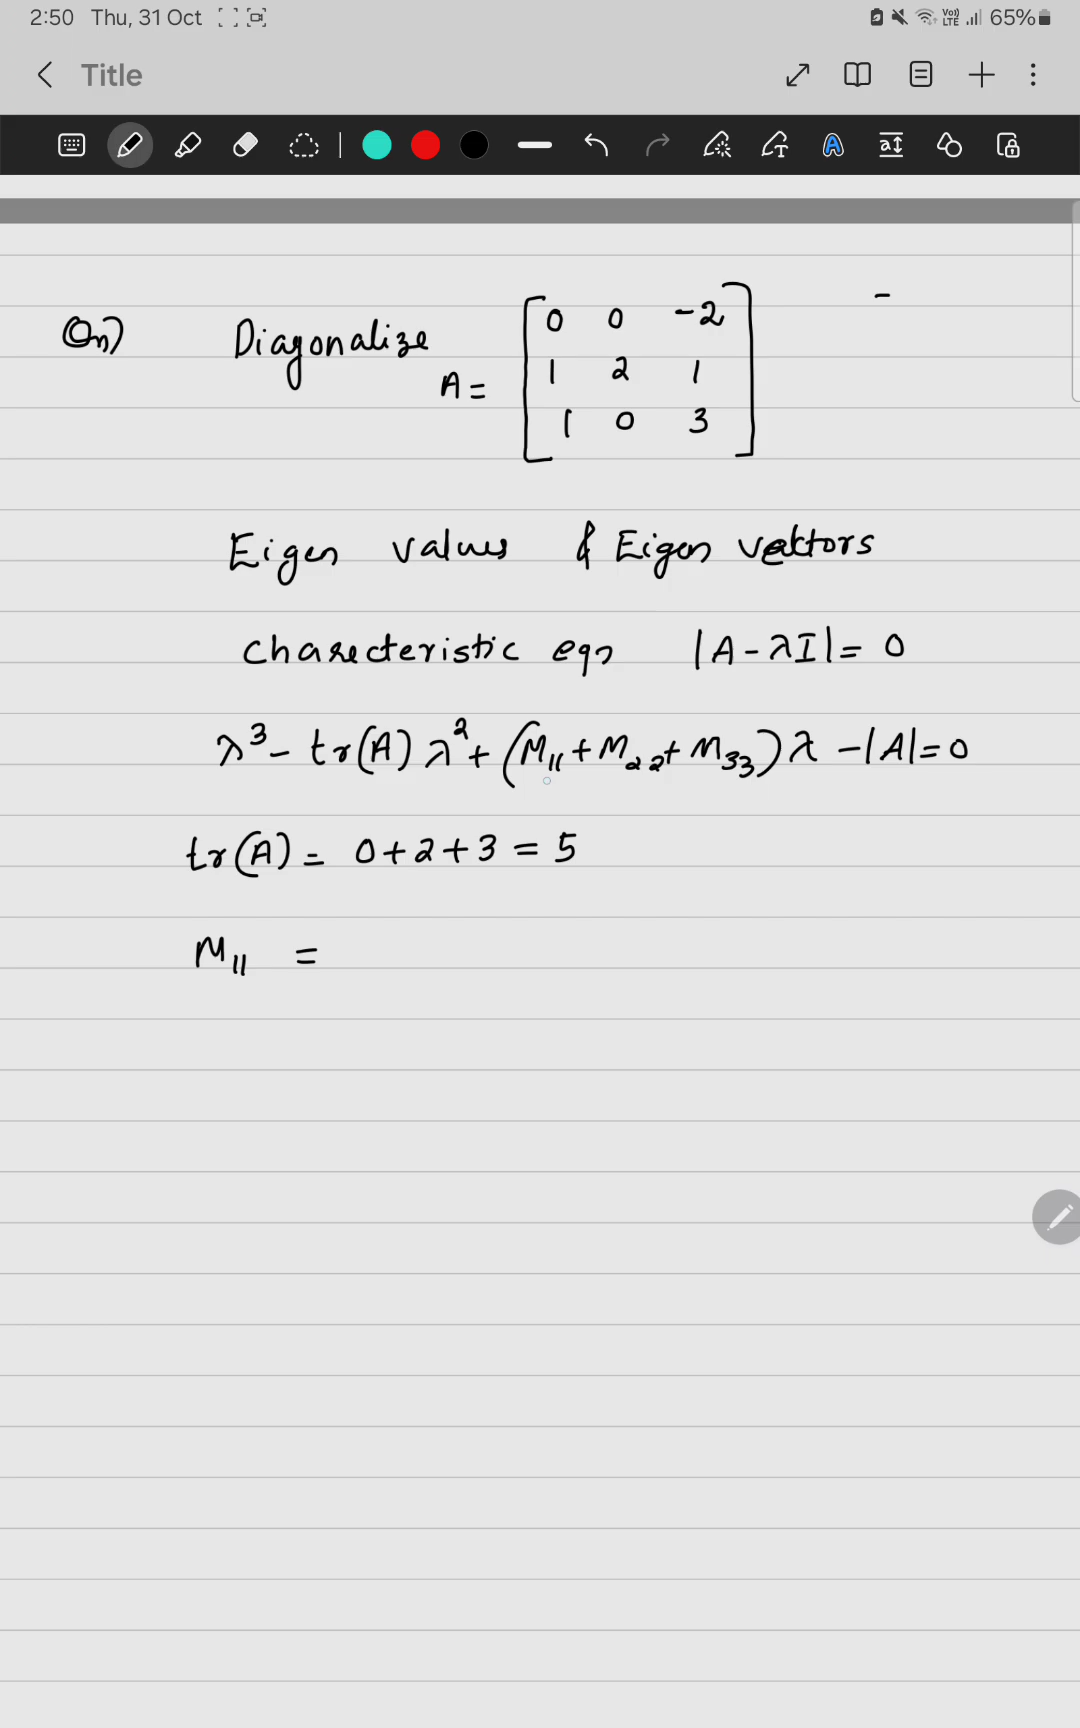 2:50 Thu, 31 Oct 65%
Title
Qn) Diagonalize A = [0 0 -2
1 2 1
1 0 3]
Eigen values & Eigen vectors
charecteristic eqn |A - λI| = 0
λ³ - tr(A) λ² + (M₁₁ + M₂₂ + M₃₃) λ - |A| = 0
tr(A) = 0+2+3 = 5
M₁₁ =